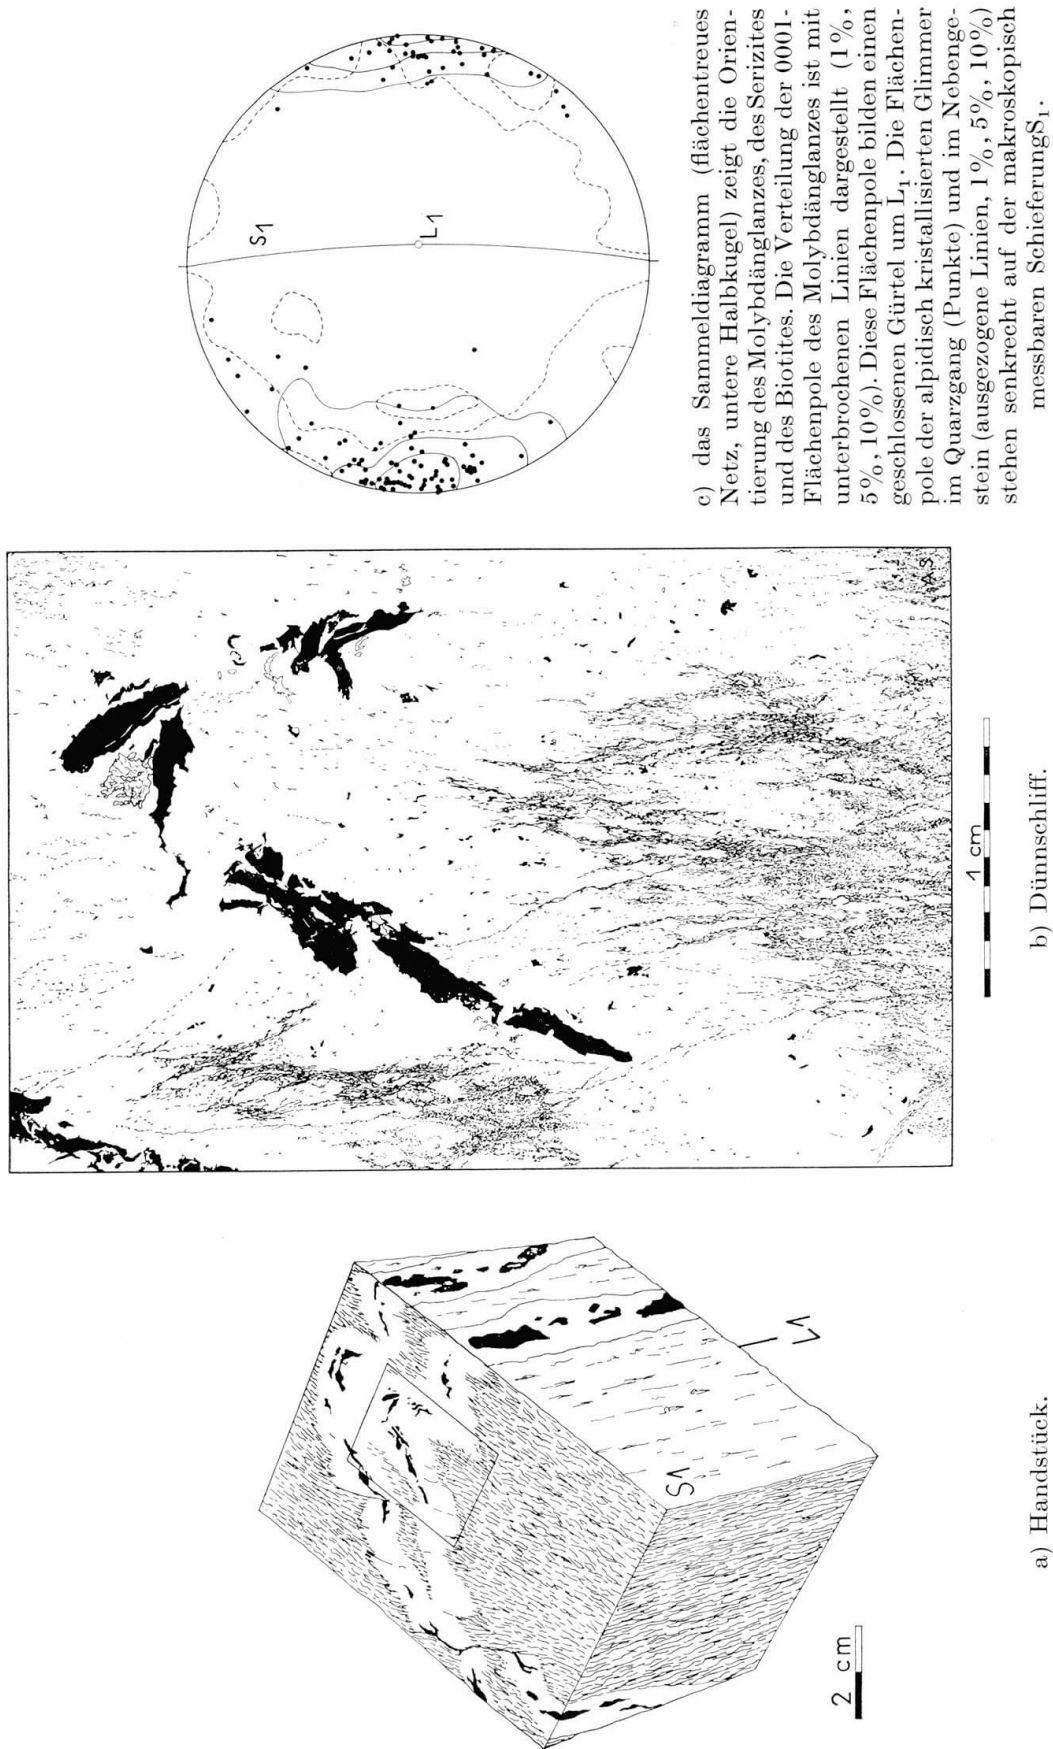 S1
L1
2 cm
a) Handstück.
A.S
1 cm
b) Dünnschliff.
S1
L1
c) das Sammeldiagramm (flächentreues
Netz, untere Halbkugel) zeigt die Orien-
tierung des Molybdänglanzes, des Serizites
und des Biotites. Die Verteilung der 0001-
Flächenpole des Molybdänglanzes ist mit
unterbrochenen Linien dargestellt (1%,
5%, 10%). Diese Flächenpole bilden einen
geschlossenen Gürtel um L₁. Die Flächen-
pole der alpidisch kristallisierten Glimmer
im Quarzgang (Punkte) und im Nebenge-
stein (ausgezogene Linien, 1%, 5%, 10%)
stehen senkrecht auf der makroskopisch
messbaren SchieferungS₁.